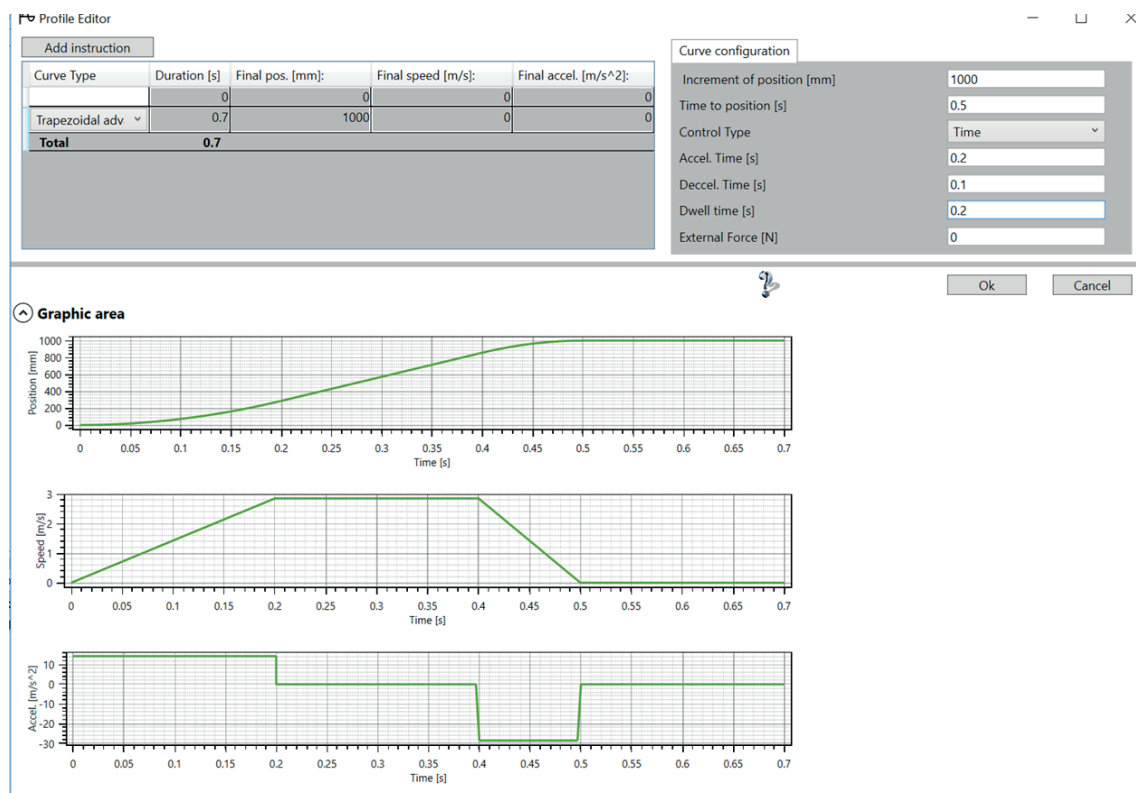 Profile Editor
Add instruction
Curve Type Duration [s] Final pos. [mm]: Final speed [m/s]: Final accel. [m/s^2]:
0 0 0 0
Trapezoidal adv 0.7 1000 0 0
Total 0.7
Curve configuration
Increment of position [mm] 1000
Time to position [s] 0.5
Control Type Time
Accel. Time [s] 0.2
Deccel. Time [s] 0.1
Dwell time [s] 0.2
External Force [N] 0
Ok Cancel
Graphic area
Position [mm]
1000
800
600
400
200
0
0 0.05 0.1 0.15 0.2 0.25 0.3 0.35 0.4 0.45 0.5 0.55 0.6 0.65 0.7
Time [s]
Speed [m/s]
3
2
1
0
0 0.05 0.1 0.15 0.2 0.25 0.3 0.35 0.4 0.45 0.5 0.55 0.6 0.65 0.7
Time [s]
Accel. [m/s^2]
10
0
-10
-20
-30
0 0.05 0.1 0.15 0.2 0.25 0.3 0.35 0.4 0.45 0.5 0.55 0.6 0.65 0.7
Time [s]